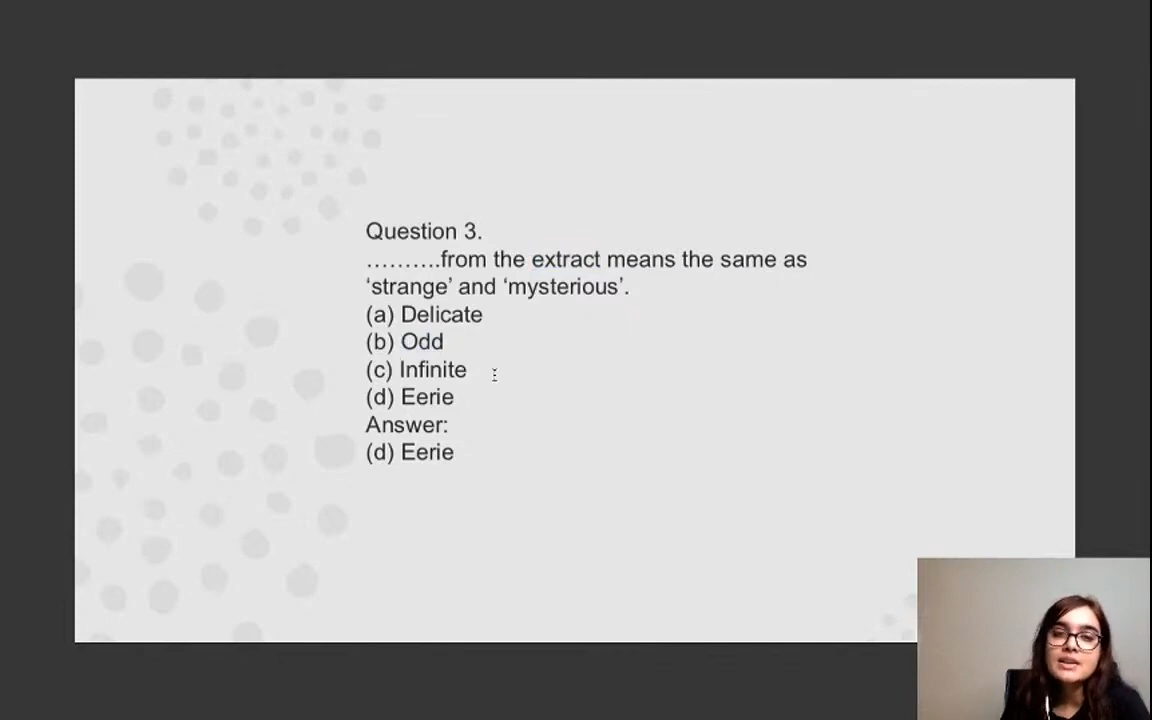 Question 3.
……….from the extract means the same as
‘strange’ and ‘mysterious’.
(a) Delicate
(b) Odd
(c) Infinite
(d) Eerie
Answer:
(d) Eerie